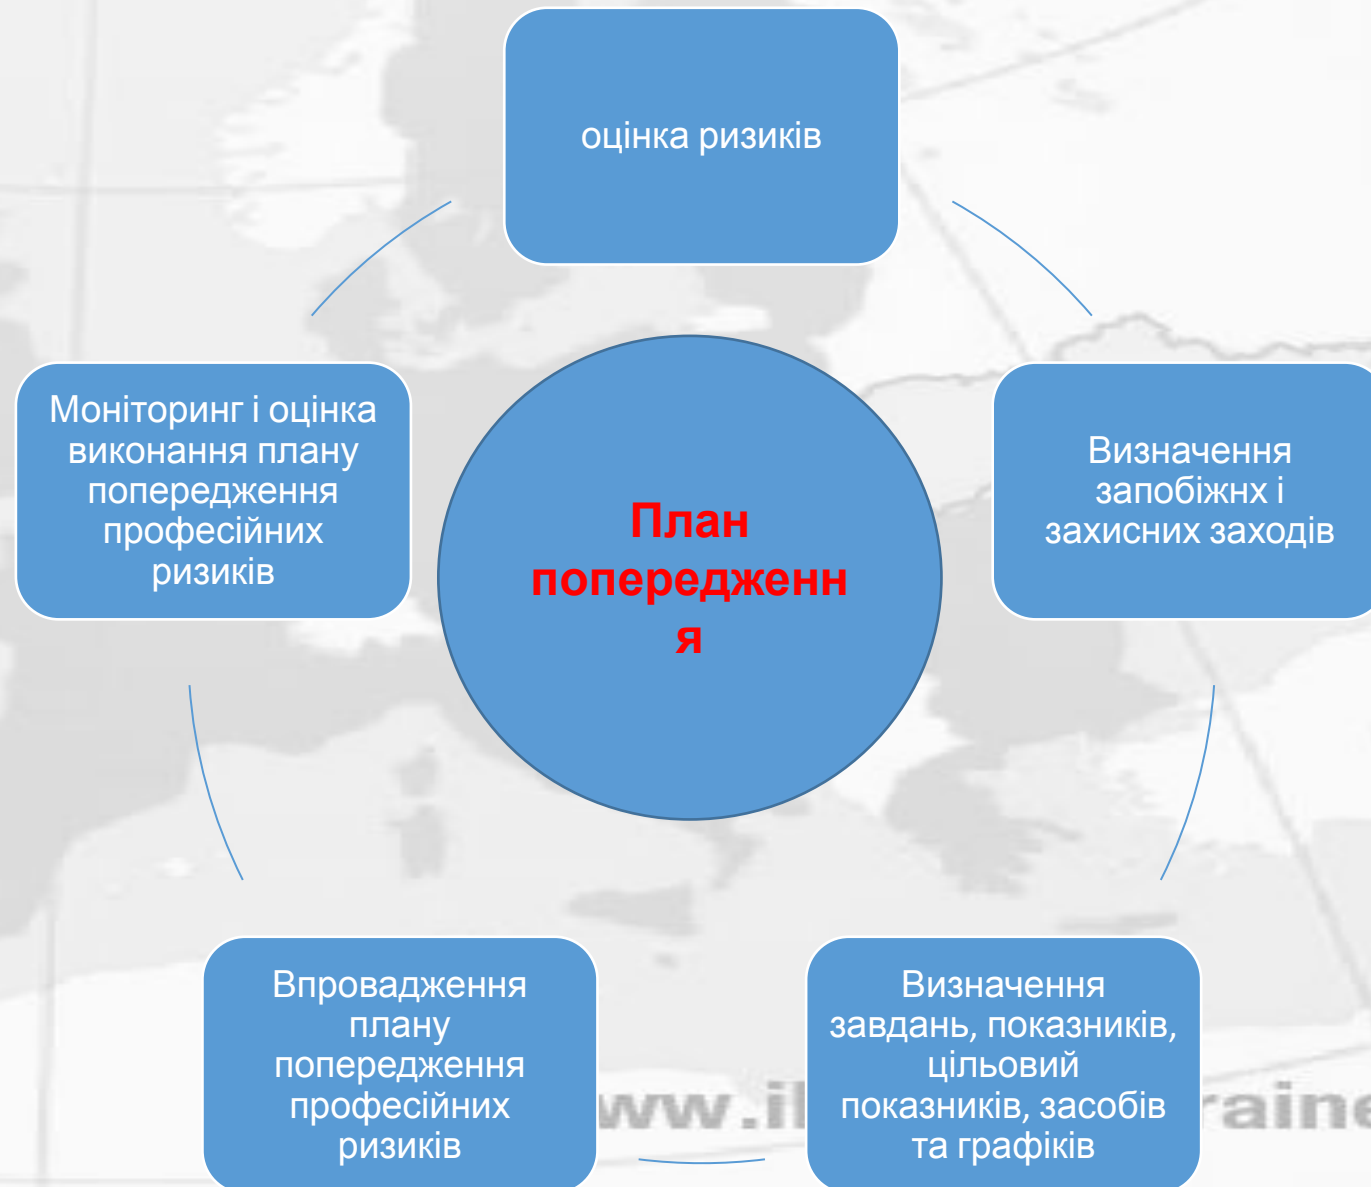 оцінка ризиків
Моніторинг і оцінка
виконання плану
попередження
професійних
ризиків
План
попередженн
я
Визначення
запобіжнх і
захисних заходів
Впровадження
плану
попередження
професійних
ризиків
Визначення
завдань, показників,
цільовий
показників, засобів
та графіків